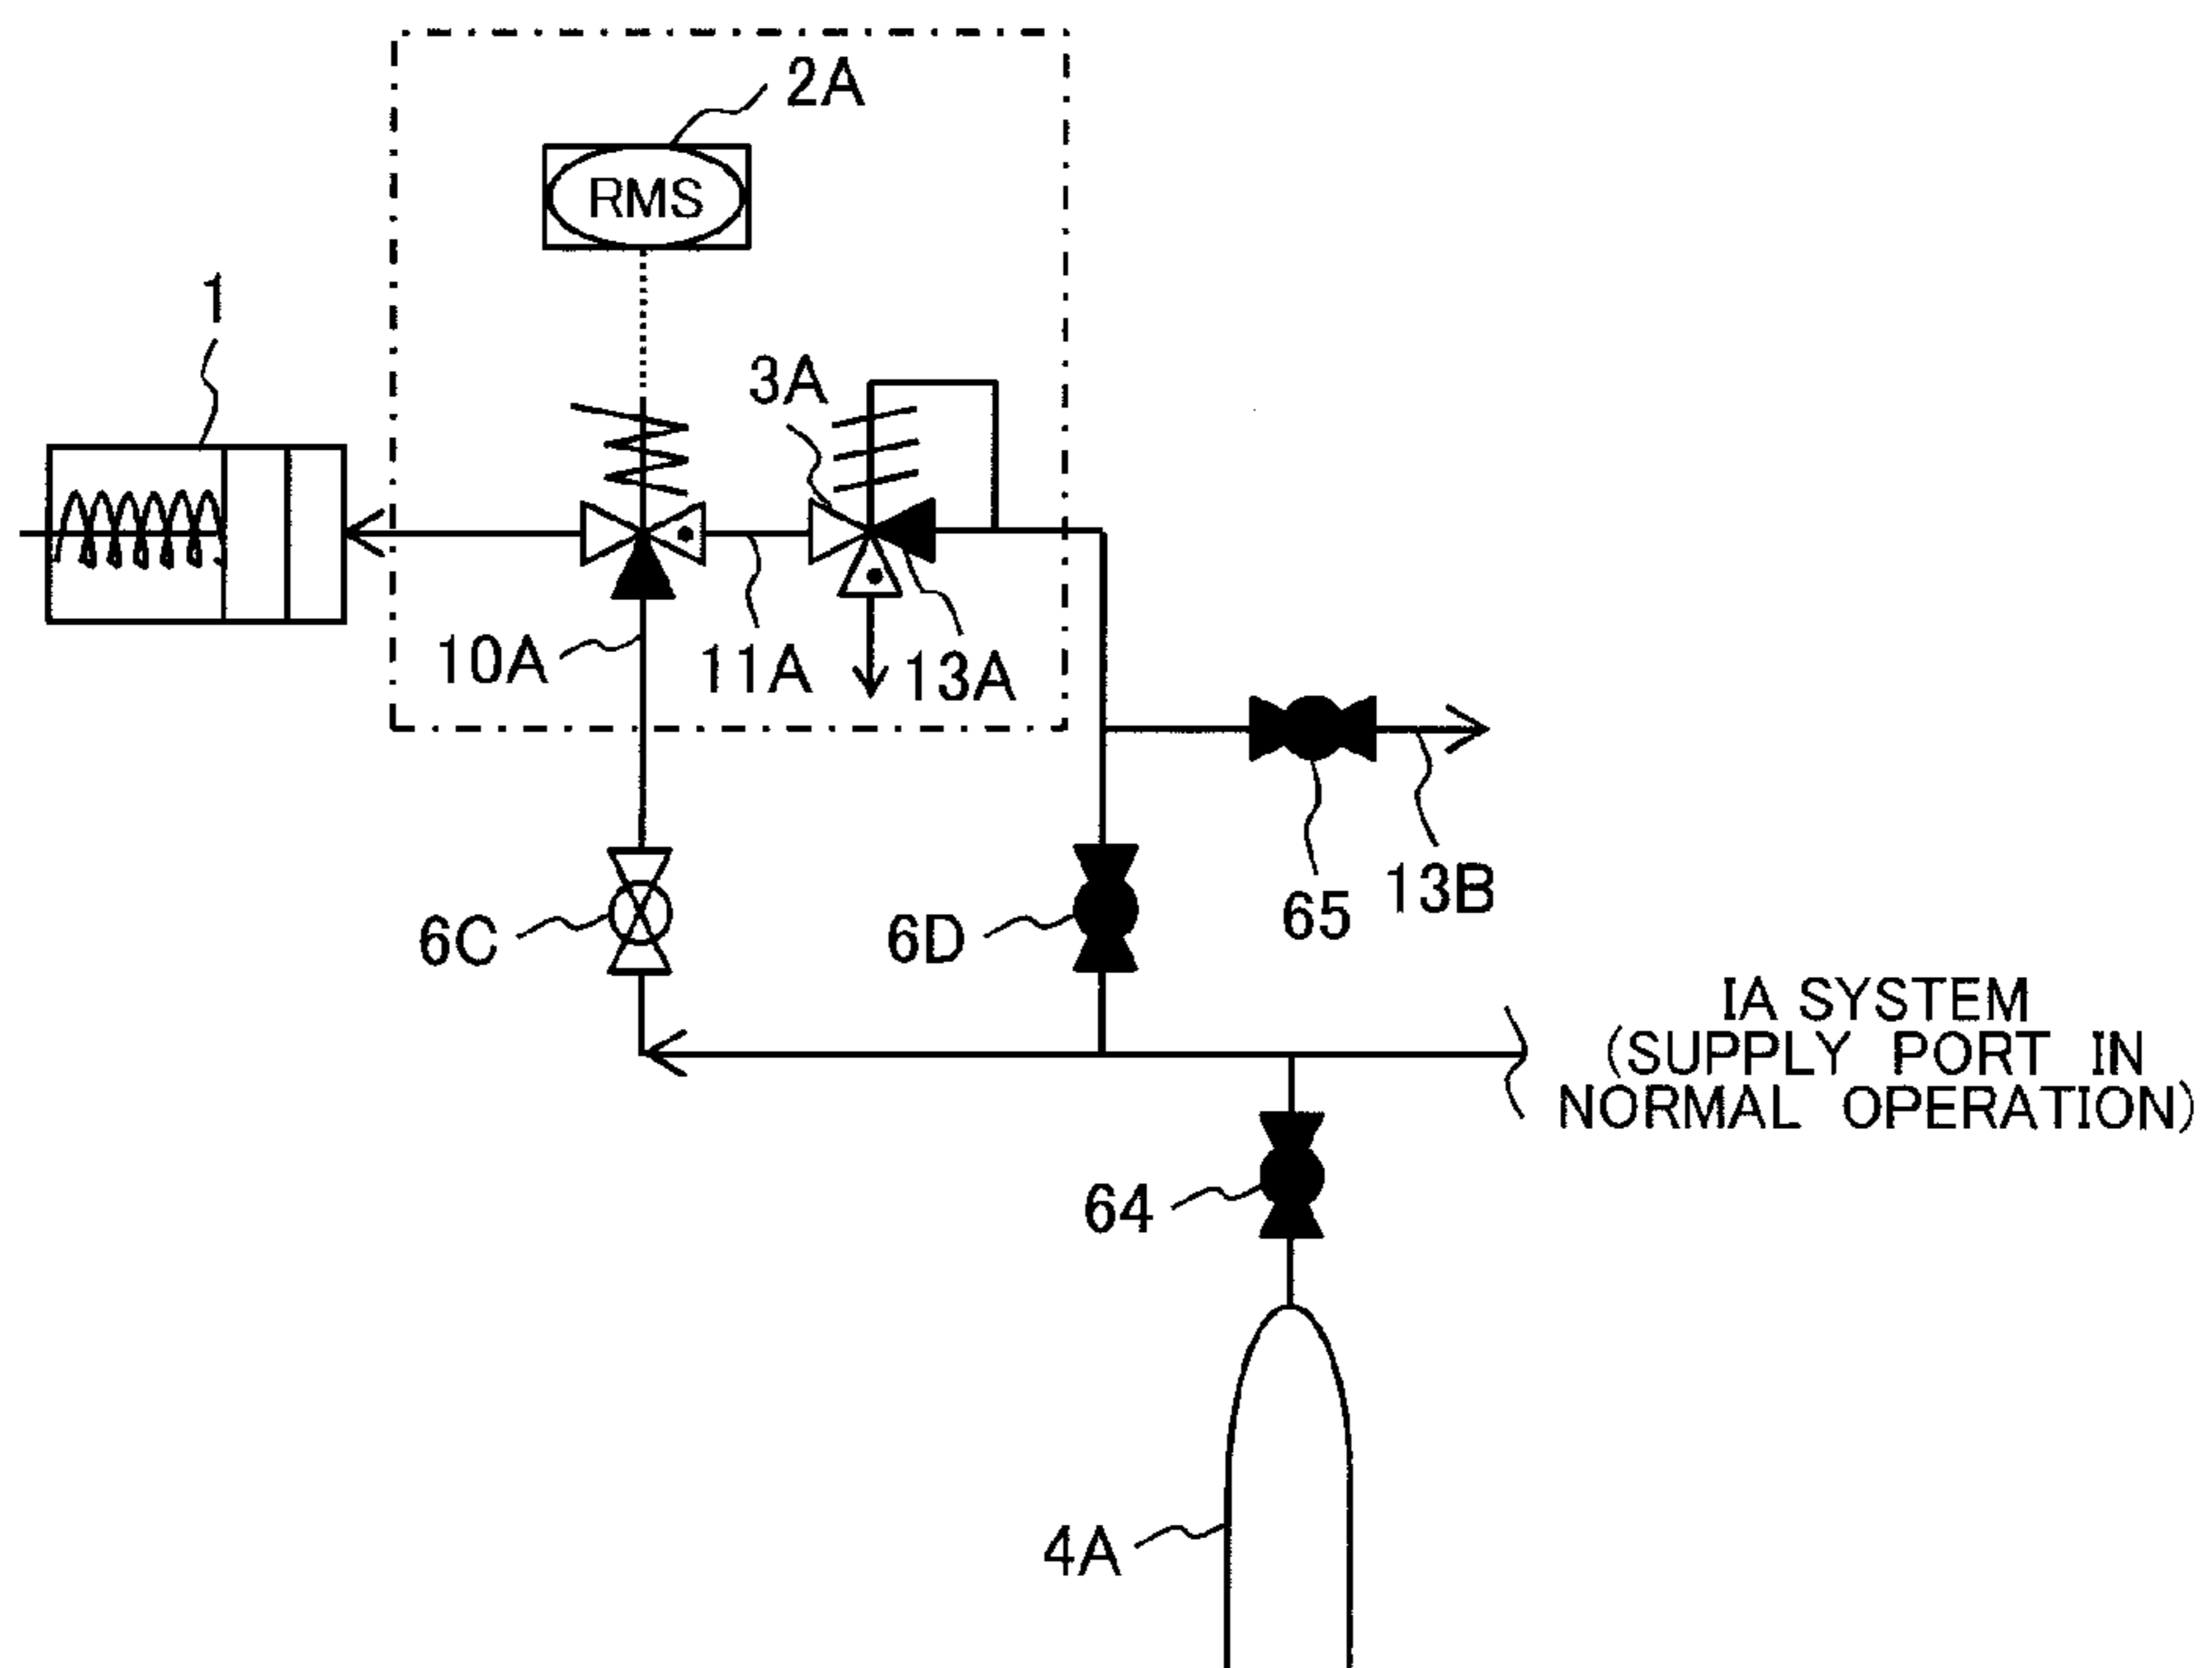 2A
RMS
1
3A
10A
11A
13A
6C
6D
65
13B
IA SYSTEM
(SUPPLY PORT IN
NORMAL OPERATION)
64
4A